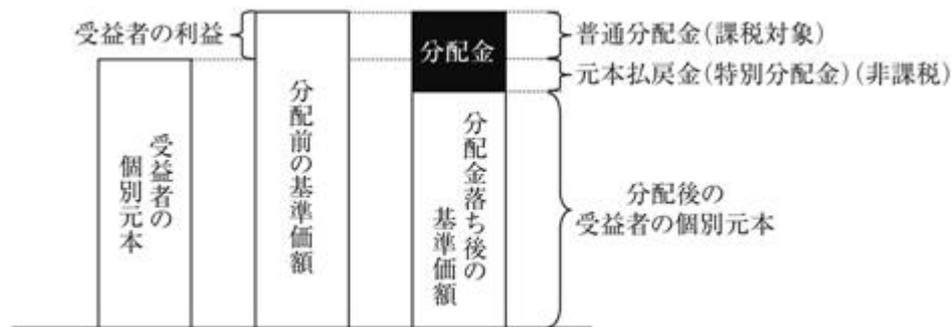 受益者の利益
分配金
普通分配金(課税対象)
元本払戻金(特別分配金)(非課税)
受益者の
個別元本
分配前の基準価額
分配金落ち後の
基準価額
分配後の
受益者の個別元本